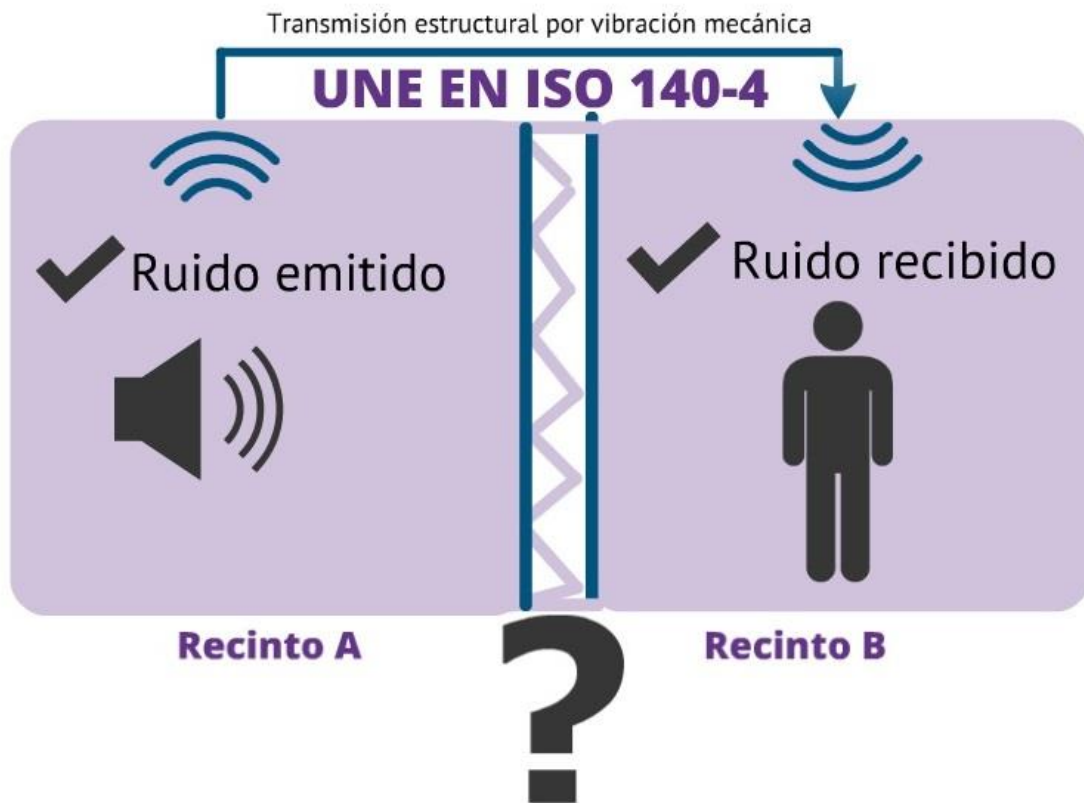 Transmisión estructural por vibración mecánica
UNE EN ISO 140-4
Ruido emitido
Ruido recibido
Recinto A
Recinto B
?